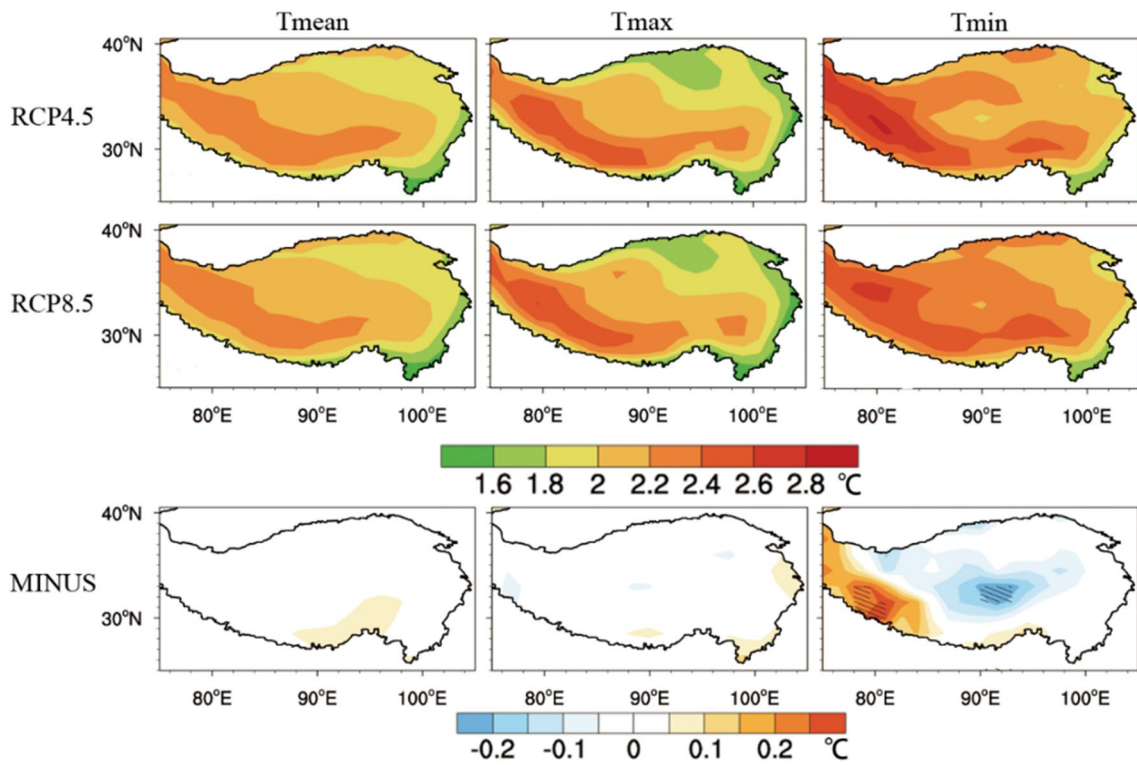 Tmean Tmax Tmin
40°N
RCP4.5
30°N
40°N
RCP8.5
30°N
80°E 90°E 100°E 80°E 90°E 100°E 80°E 90°E 100°E
1.6 1.8 2 2.2 2.4 2.6 2.8 °C
40°N
MINUS
30°N
80°E 90°E 100°E 80°E 90°E 100°E 80°E 90°E 100°E
-0.2 -0.1 0 0.1 0.2 °C